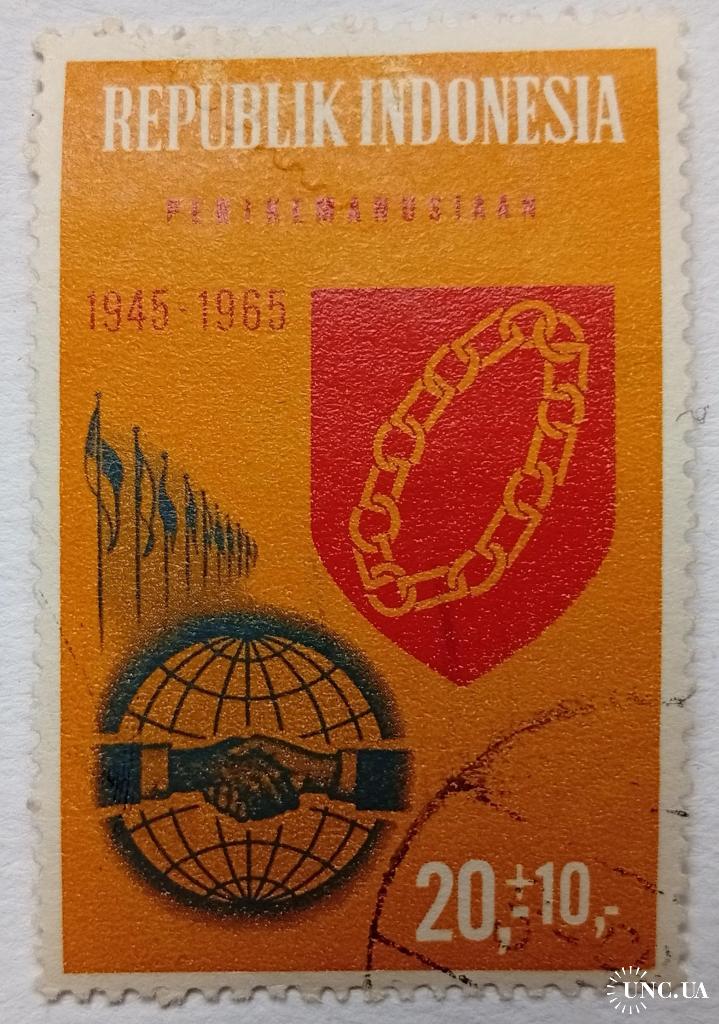 REPUBLIK INDONESIA
PERIKEMANUSIAAN
1945-1965
20,-+10,-
UNC.UA